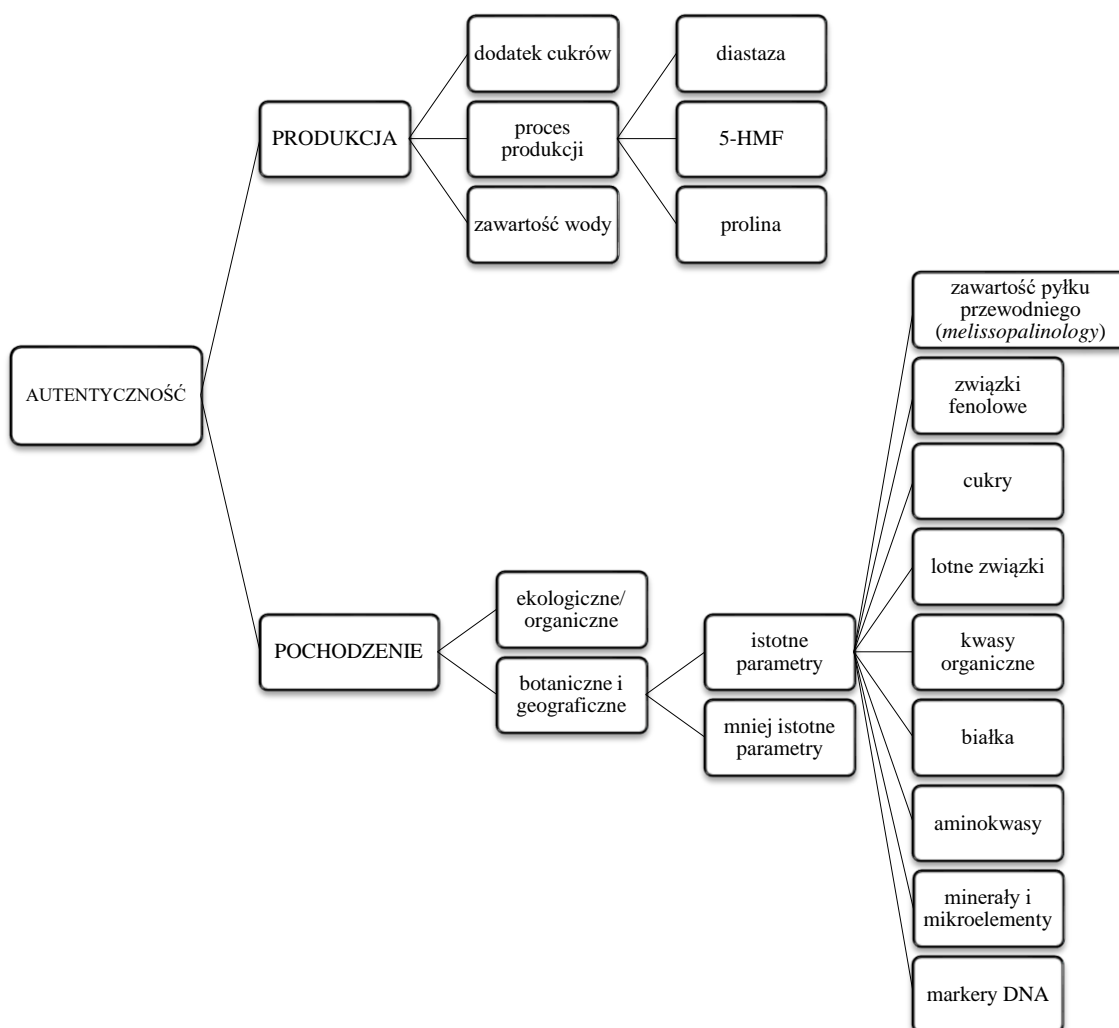 dodatek cukrów
diastaza
PRODUKCJA
proces
produkcji
5-HMF
zawartość wody
prolina
zawartość pyłku
przewodniego
(melissopalinology)
AUTENTYCZNOŚĆ
związki
fenolowe
cukry
lotne związki
ekologiczne/
organiczne
POCHODZENIE
istotne
parametry
kwasy
organiczne
botaniczne i
geograficzne
mniej istotne
parametry
białka
aminokwasy
minerały i
mikroelementy
markery DNA